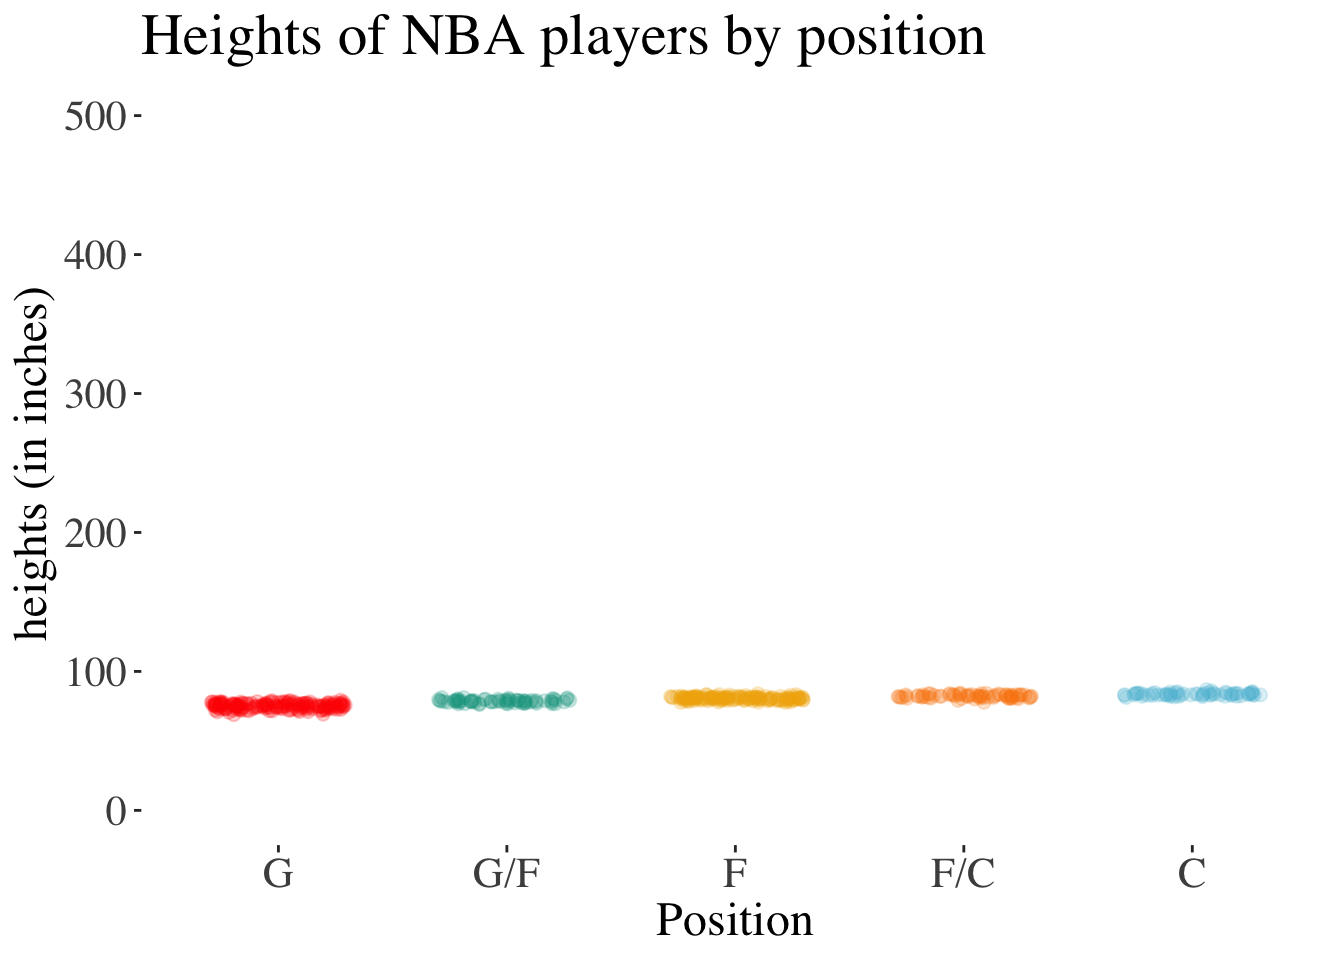 Heights of NBA players by position
500
400
300
200
100
0
heights (in inches)
G G/F F F/C C
Position